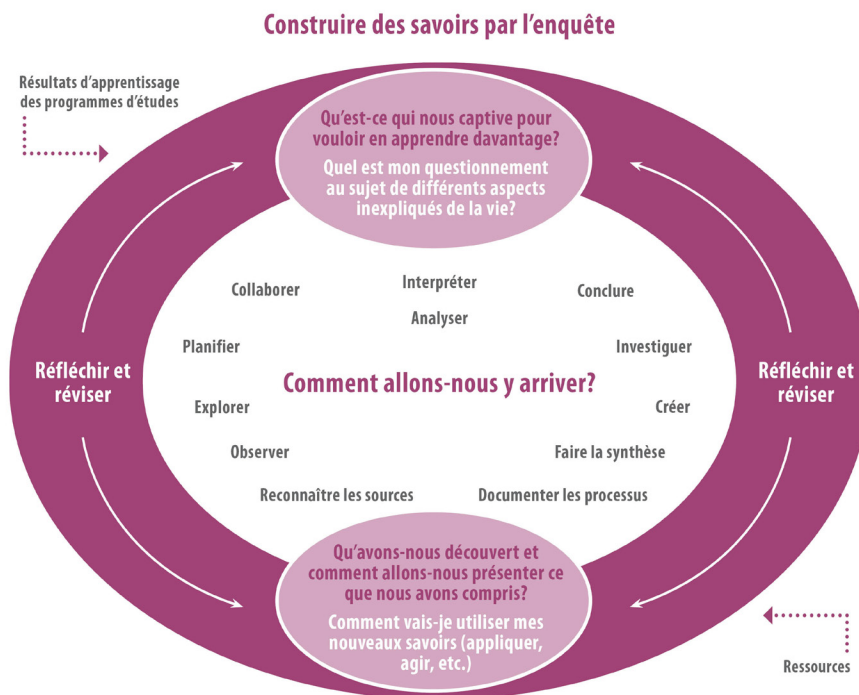 Construire des savoirs par l'enquête
Résultats d'apprentissage
des programmes d'études
Qu'est-ce qui nous captive pour
vouloir en apprendre davantage?
Quel est mon questionnement
au sujet de différents aspects
inexpliqués de la vie?
Collaborer
Interpréter
Conclure
Analyser
Planifier
Investiguer
Réfléchir et
réviser
Comment allons-nous y arriver?
Réfléchir et
réviser
Explorer
Créer
Observer
Faire la synthèse
Reconnaître les sources
Documenter les processus
Qu'avons-nous découvert et
comment allons-nous présenter ce
que nous avons compris?
Comment vais-je utiliser mes
nouveaux savoirs (appliquer,
agir, etc.)
Ressources